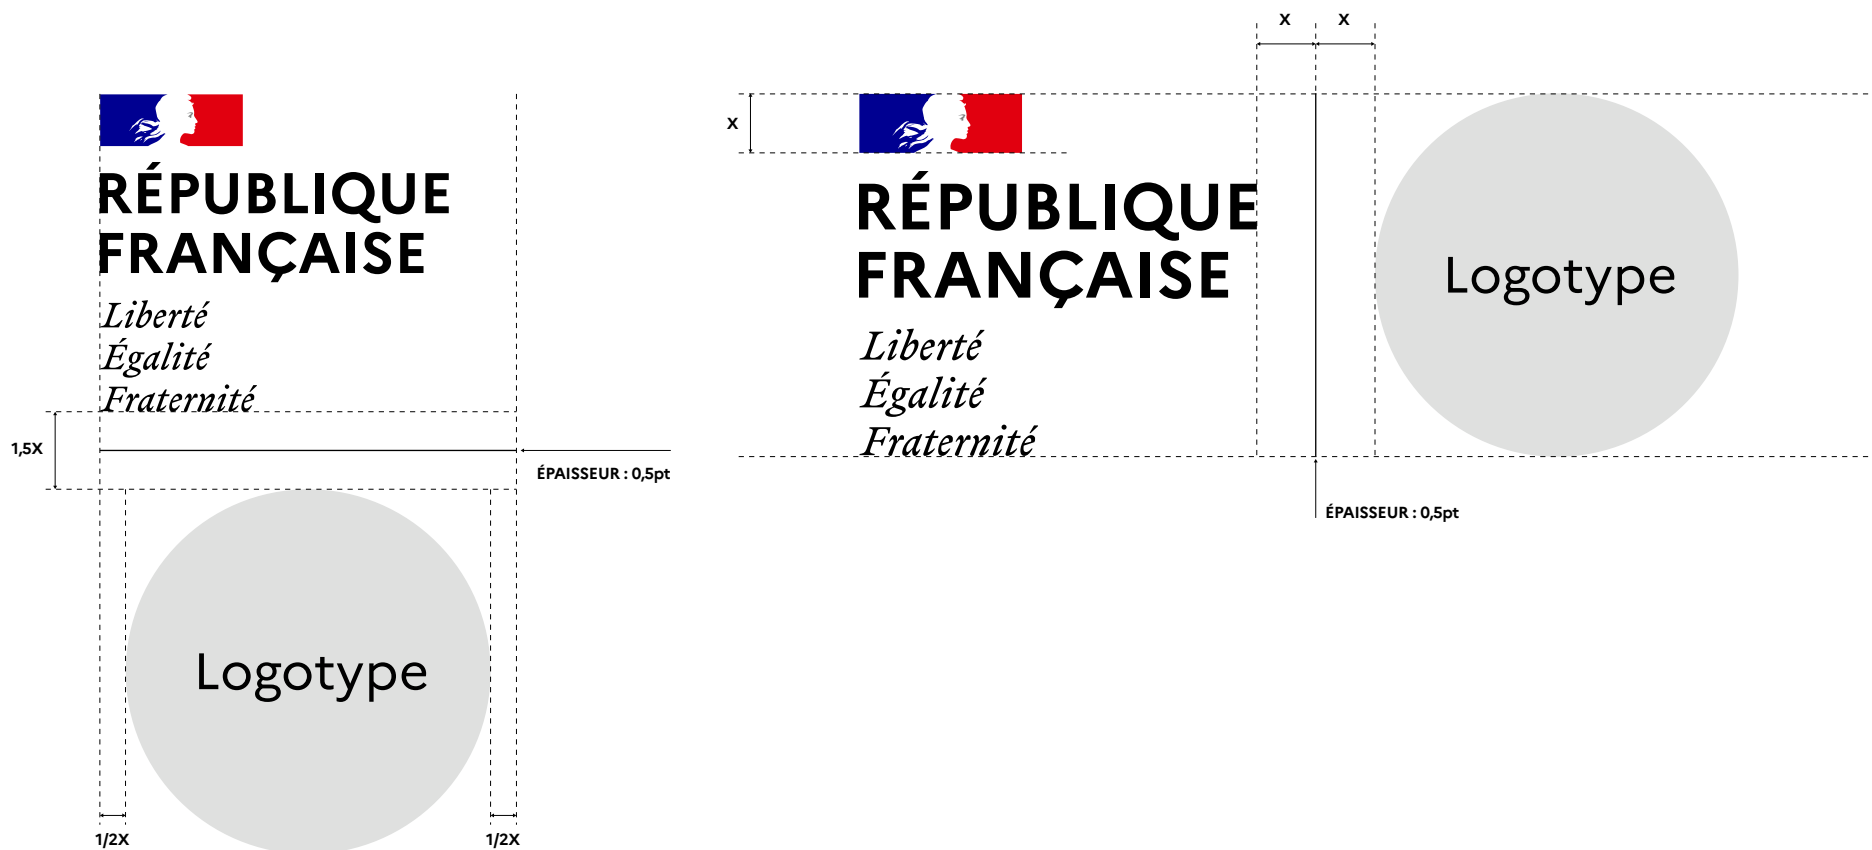 RÉPUBLIQUE
FRANÇAISE
Liberté
Égalité
Fraternité
1,5X
ÉPAISSEUR : 0,5pt
Logotype
1/2X
1/2X
X
X
X
RÉPUBLIQUE
FRANÇAISE
Liberté
Égalité
Fraternité
Logotype
ÉPAISSEUR : 0,5pt